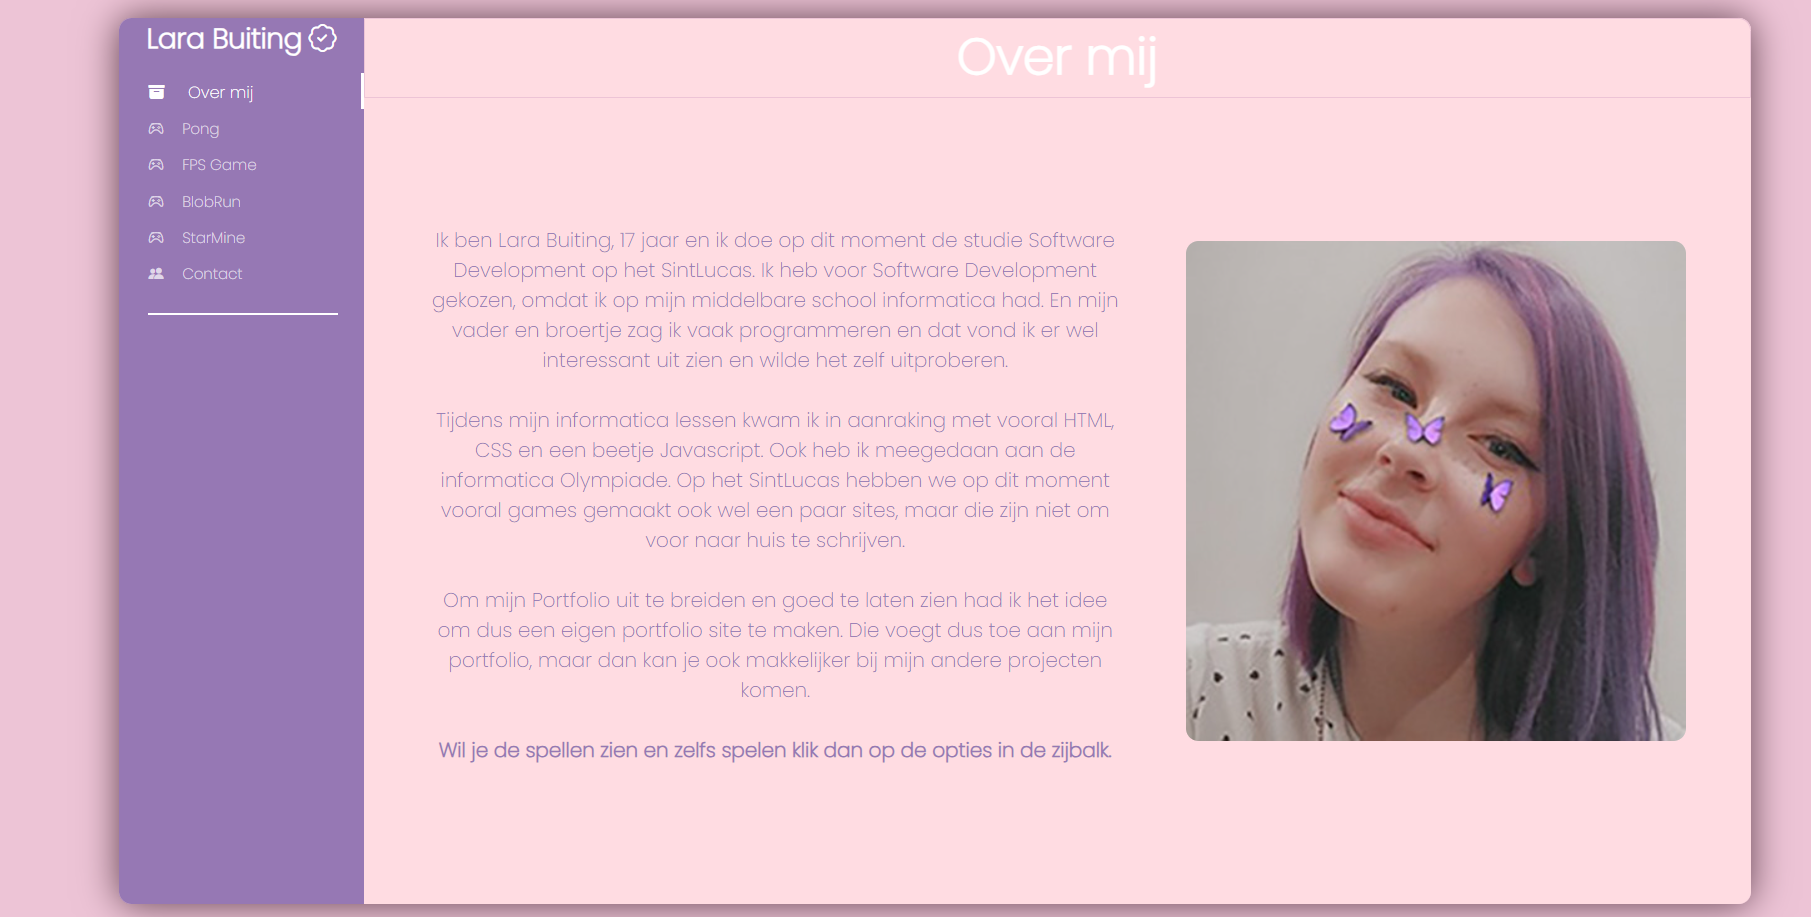 Lara Buiting
Over mij
Pong
FPS Game
BlobRun
StarMine
Contact
Over mij
Ik ben Lara Buiting, 17 jaar en ik doe op dit moment de studie Software
Development op het SintLucas. Ik heb voor Software Development
gekozen, omdat ik op mijn middelbare school informatica had. En mijn
vader en broertje zag ik vaak programmeren en dat vond ik er wel
interessant uit zien en wilde het zelf uitproberen.
Tijdens mijn informatica lessen kwam ik in aanraking met vooral HTML,
CSS en een beetje Javascript. Ook heb ik meegedaan aan de
informatica Olympiade. Op het SintLucas hebben we op dit moment
vooral games gemaakt ook wel een paar sites, maar die zijn niet om
voor naar huis te schrijven.
Om mijn Portfolio uit te breiden en goed te laten zien had ik het idee
om dus een eigen portfolio site te maken. Die voegt dus toe aan mijn
portfolio, maar dan kan je ook makkelijker bij mijn andere projecten
komen.
Wil je de spellen zien en zelfs spelen klik dan op de opties in de zijbalk.